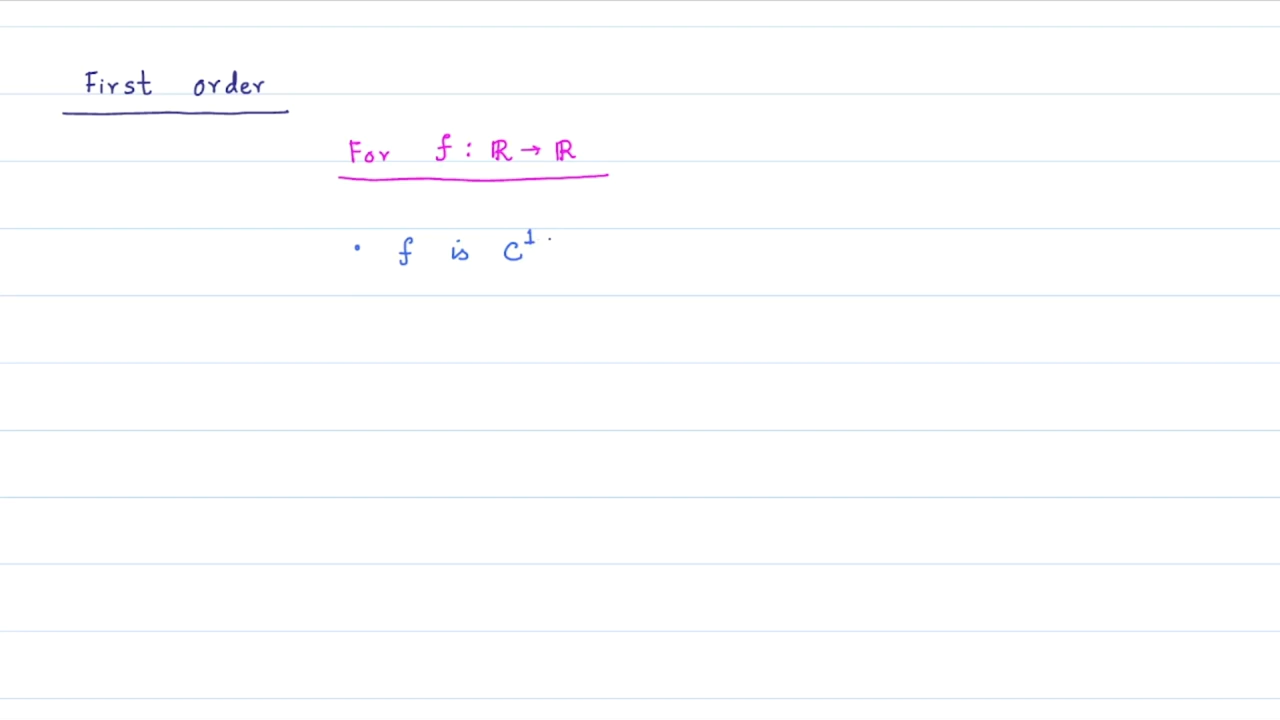 First order
For f : ℝ → ℝ
• f is C¹